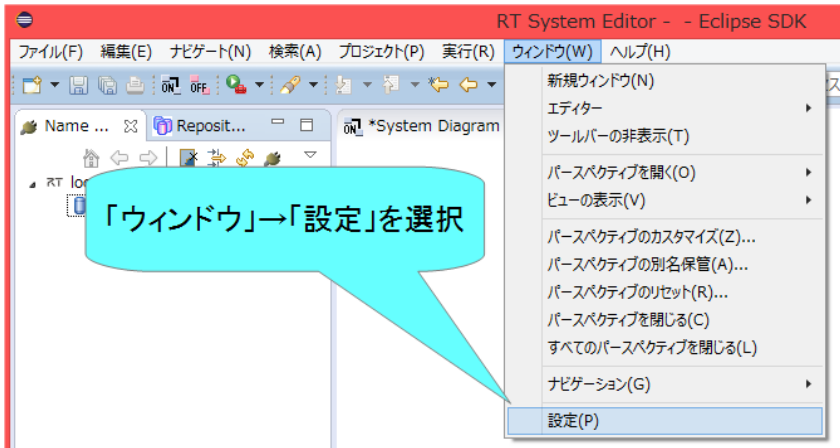 RT System Editor - - Eclipse SDK
ファイル(F) 編集(E) ナビゲート(N) 検索(A) プロジェクト(P) 実行(R) ウィンドウ(W) ヘルプ(H)
ON OFF
Name ... Reposit... *System Diagram
RT
「ウィンドウ」→「設定」を選択
新規ウィンドウ(N)
エディター
ツールバーの非表示(T)
パースペクティブを開く(O)
ビューの表示(V)
パースペクティブのカスタマイズ(Z)...
パースペクティブの別名保管(A)...
パースペクティブのリセット(R)...
パースペクティブを閉じる(C)
すべてのパースペクティブを閉じる(L)
ナビゲーション(G)
設定(P)